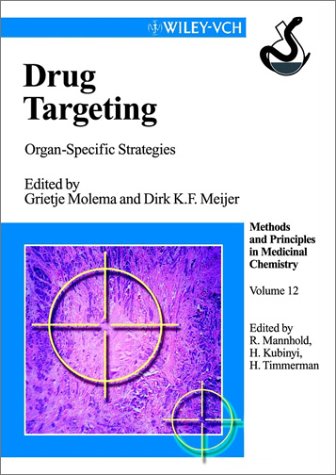 WILEY-VCH
Drug
Targeting
Organ-Specific Strategies
Edited by
Grietje Molema and Dirk K.F. Meijer
Methods
and Principles
in Medicinal
Chemistry
Volume 12
Edited by
R. Mannhold,
H. Kubinyi,
H. Timmerman